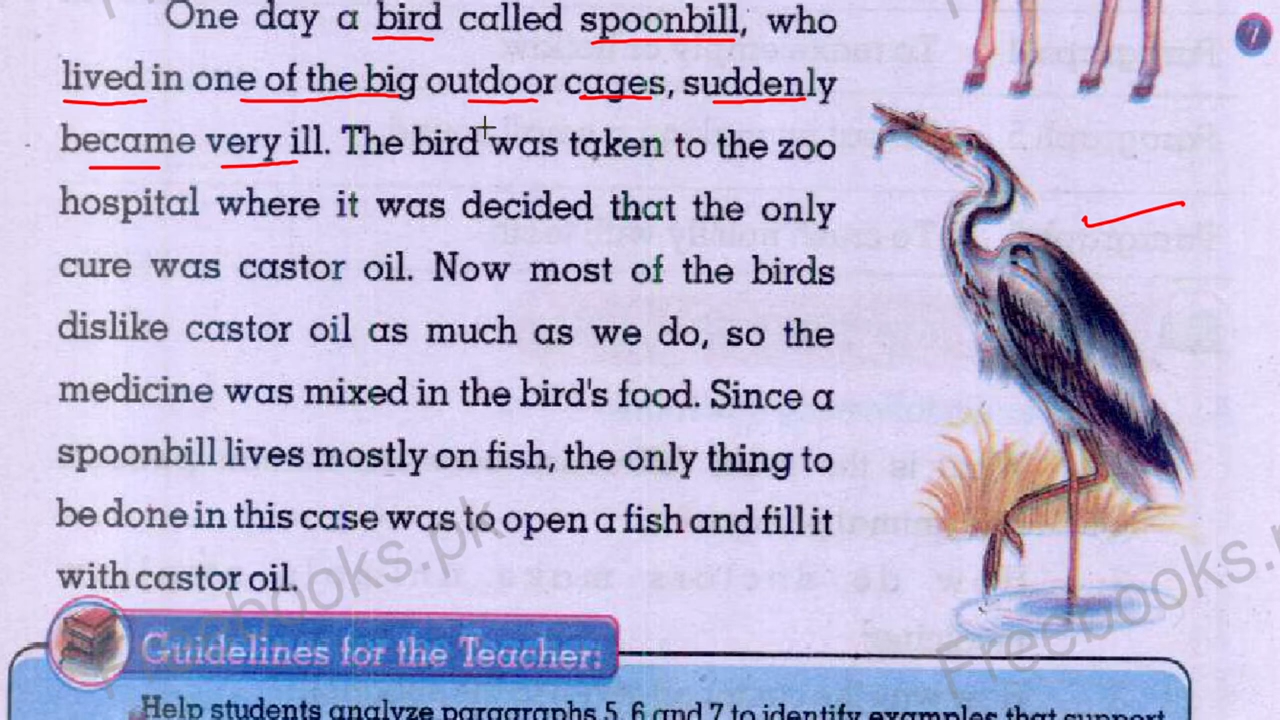 One day a bird called spoonbill, who
7
lived in one of the big outdoor cages, suddenly
became very ill. The bird was taken to the zoo
hospital where it was decided that the only
cure was castor oil. Now most of the birds
dislike castor oil as much as we do, so the
medicine was mixed in the bird's food. Since a
spoonbill lives mostly on fish, the only thing to
be done in this case was to open a fish and fill it
with castor oil.
Freebooks.pk
Freebooks.
Guidelines for the Teacher:
Help students analyze paragraphs 5, 6 and 7 to identify examples that support